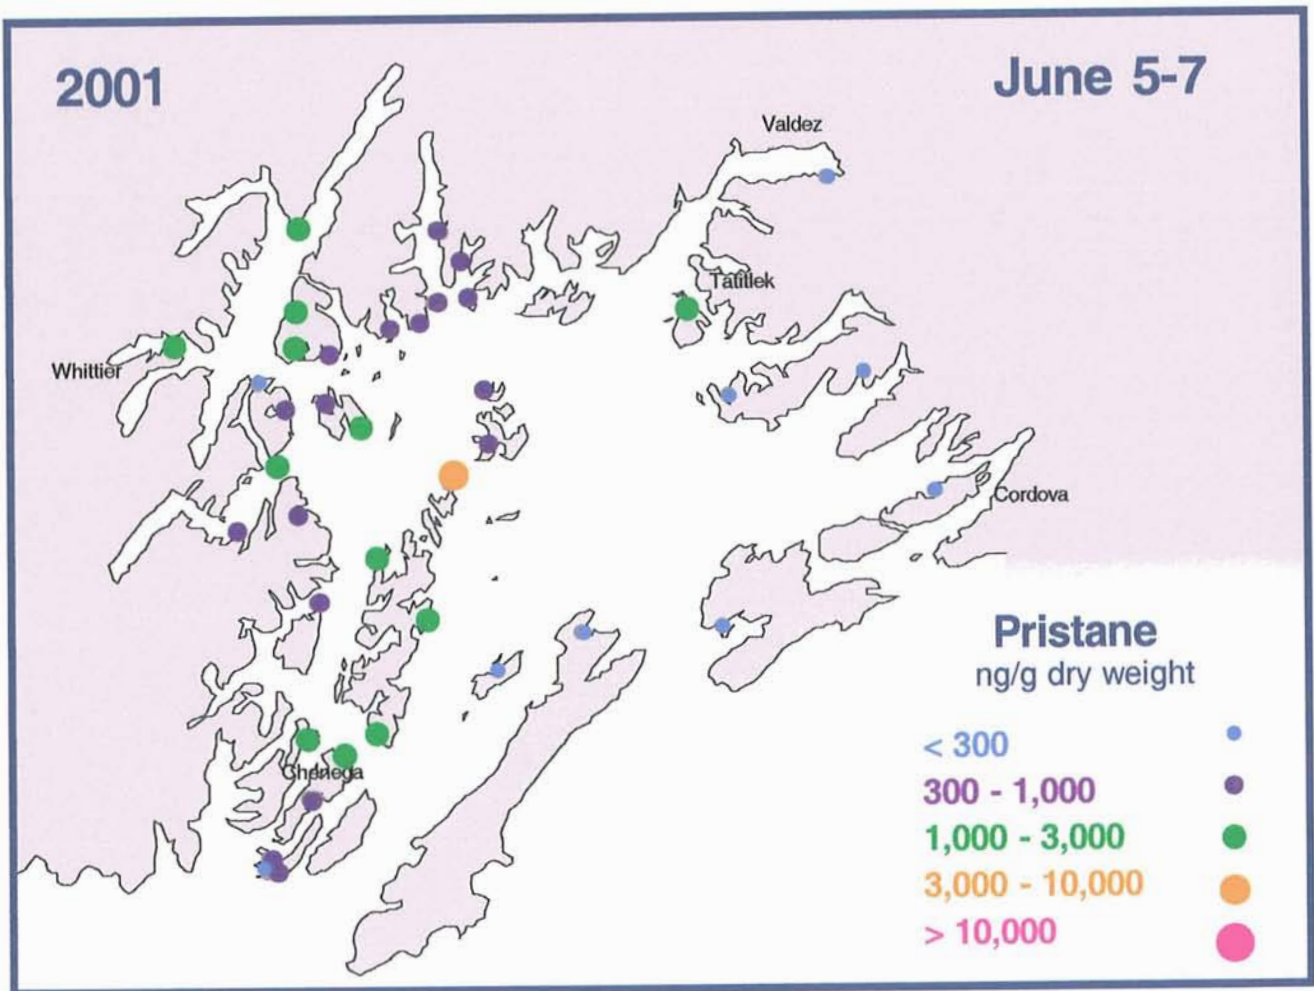 2001
June 5-7
Valdez
Tatitlek
Whittier
Cordova
Chenega
Pristane
ng/g dry weight
< 300
300 - 1,000
1,000 - 3,000
3,000 - 10,000
> 10,000